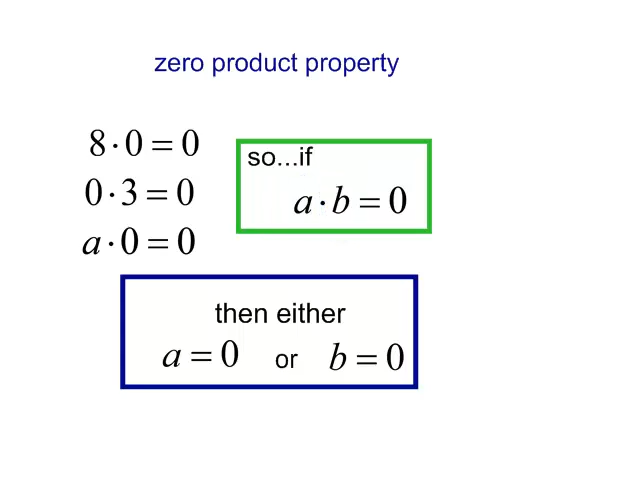 zero product property
8·0=0
0·3=0
a·0=0
so...if
a·b=0
then either
a=0 or b=0